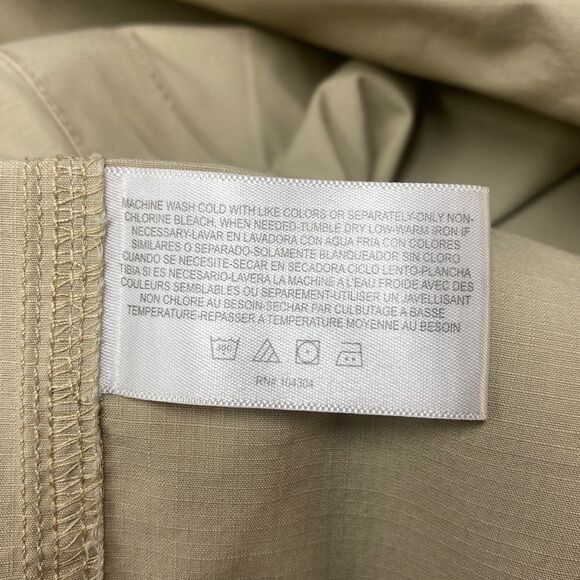 MACHINE WASH COLD WITH LIKE COLORS OR SEPARATELY-ONLY NON-
CHLORINE BLEACH, WHEN NEEDED-TUMBLE DRY LOW-WARM IRON IF
NECESSARY-LAVAR EN LAVADORA CON AGUA FRIA CON COLORES
SIMILARES O SEPARADO-SOLAMENTE BLANQUEADOR SIN CLORO
CUANDO SE NECESITE-SECAR EN SECADORA CICLO LENTO-PLANCHA
TIBIA SI ES NECESARIO-LAVER À LA MACHINE A L'EAU FROIDE AVEC DES
COULEURS SEMBLABLES OU SEPAREMENT-UTILISER UN JAVELLISANT
NON CHLORE AU BESOIN-SECHAR PAR CULBUTAGE A BASSE
TEMPERATURE-REPASSER A TEMPERATURE MOYENNE AU BESOIN
RN# 104304